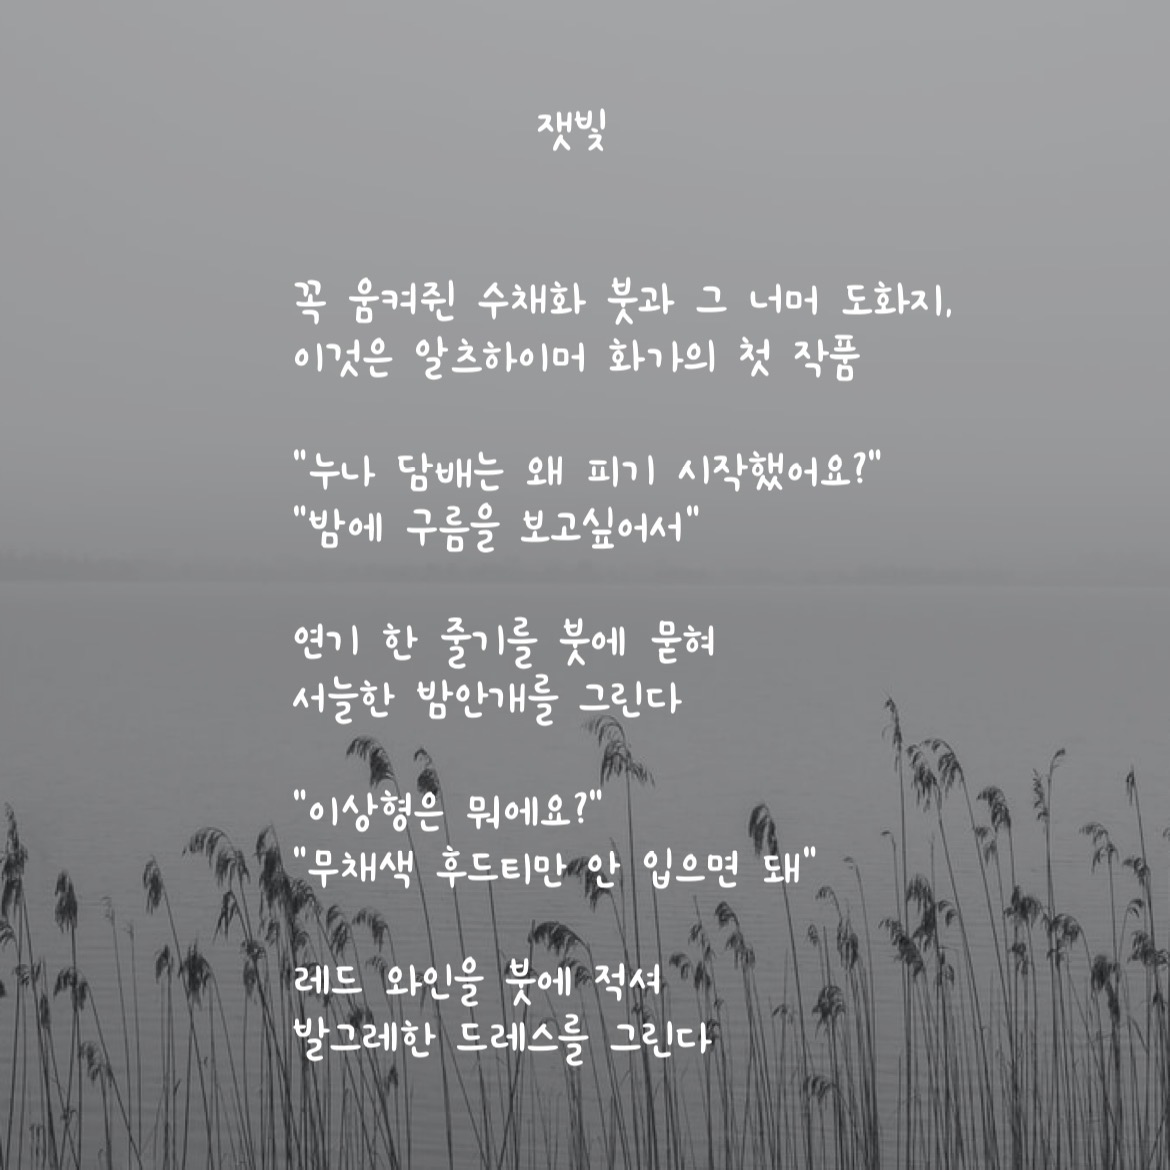 잿빛
꼭 움켜쥔 수채화 붓과 그 너머 도화지,
이것은 알츠하이머 화가의 첫 작품
"누나 담배는 왜 피기 시작했어요?"
"밤에 구름을 보고싶어서"
연기 한 줄기를 붓에 묻혀
서늘한 밤안개를 그린다
"이상형은 뭐에요?"
"무채색 후드티만 안 입으면 돼"
레드 와인을 붓에 적셔
발그레한 드레스를 그린다